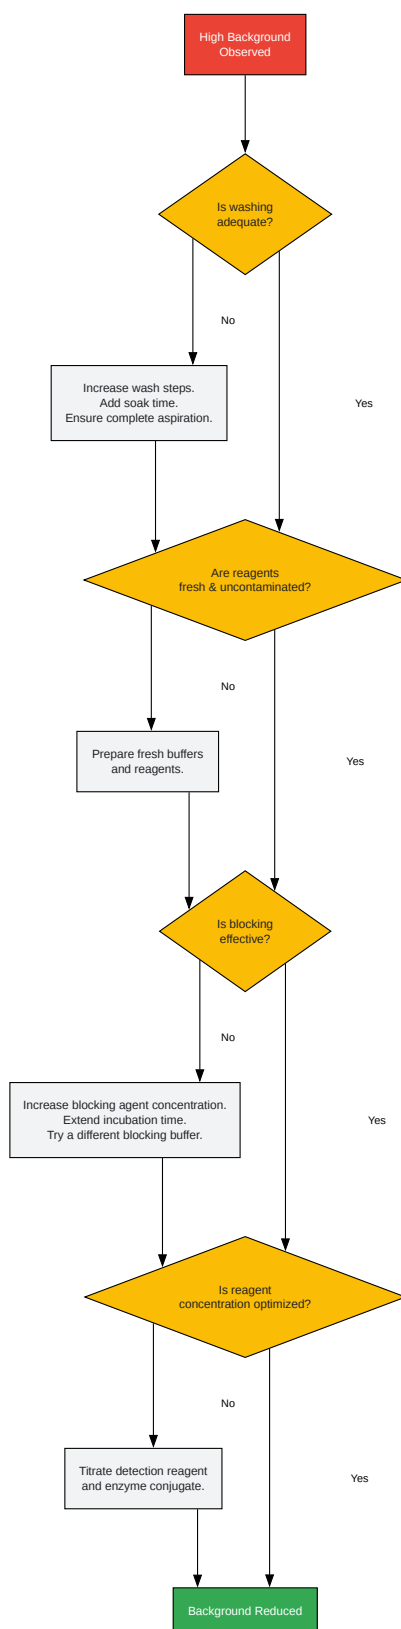 High Background
Observed
Is washing
adequate?
No
Increase wash steps.
Add soak time.
Ensure complete aspiration.
Yes
Are reagents
fresh & uncontaminated?
No
Prepare fresh buffers
and reagents.
Yes
Is blocking
effective?
No
Increase blocking agent concentration.
Extend incubation time.
Try a different blocking buffer.
Yes
Is reagent
concentration optimized?
No
Titrate detection reagent
and enzyme conjugate.
Yes
Background Reduced